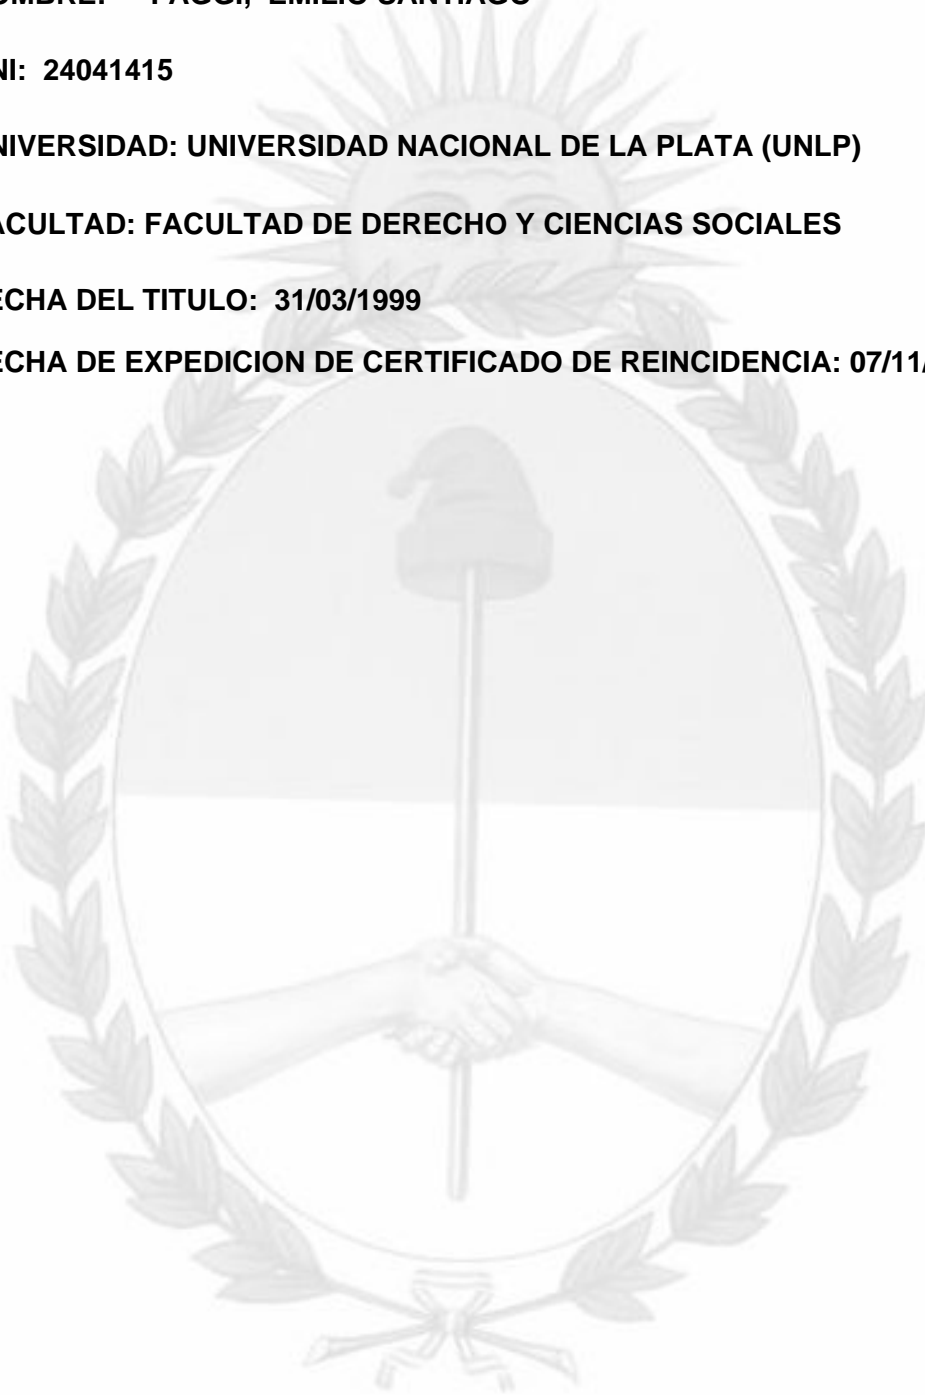 NI: 24041415
NIVERSIDAD: UNIVERSIDAD NACIONAL DE LA PLATA (UNLP)
ACULTAD: FACULTAD DE DERECHO Y CIENCIAS SOCIALES
ECHA DEL TITULO: 31/03/1999
ECHA DE EXPEDICION DE CERTIFICADO DE REINCIDENCIA: 07/11/